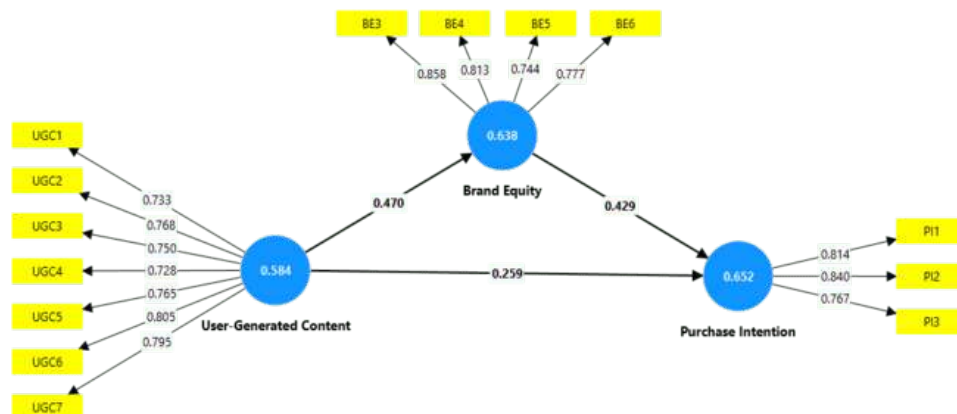 BE3 BE4 BE5 BE6
0.858 0.813 0.744 0.777
0.638
Brand Equity
UGC1
UGC2
UGC3
UGC4
UGC5
UGC6
UGC7
0.733
0.768
0.750
0.728
0.765
0.805
0.795
0.584
User-Generated Content
0.470
0.429
0.259
0.652
Purchase Intention
0.814
0.840
0.767
PI1
PI2
PI3